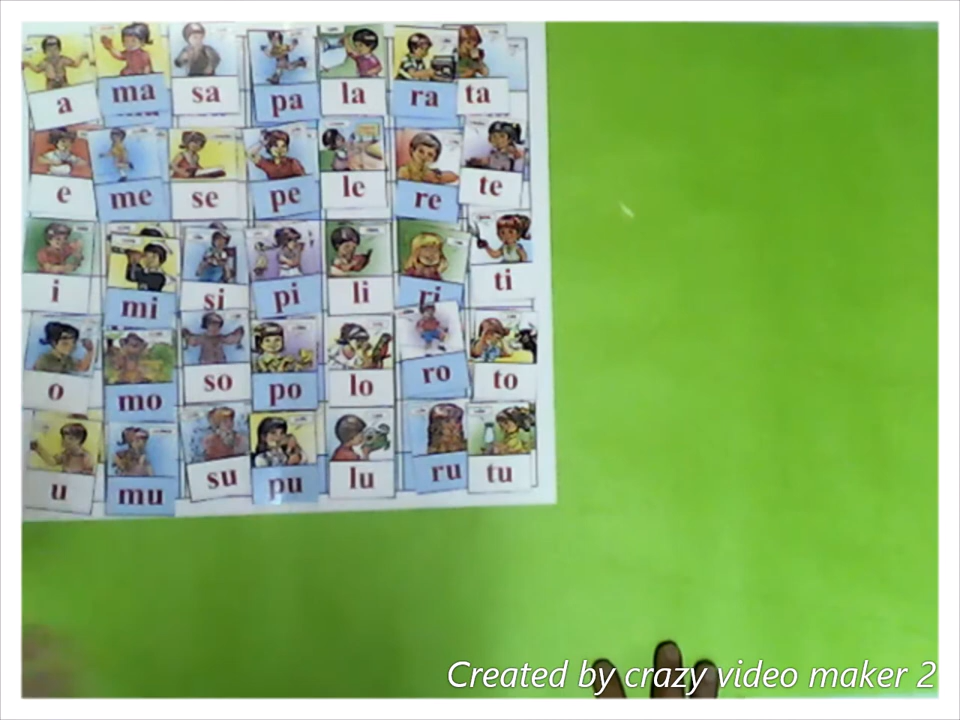 a ma sa pa la ra ta
e me se pe le re te
i mi si pi li ri ti
o mo so po lo ro to
u mu su pu lu ru tu
Created by crazy video maker 2